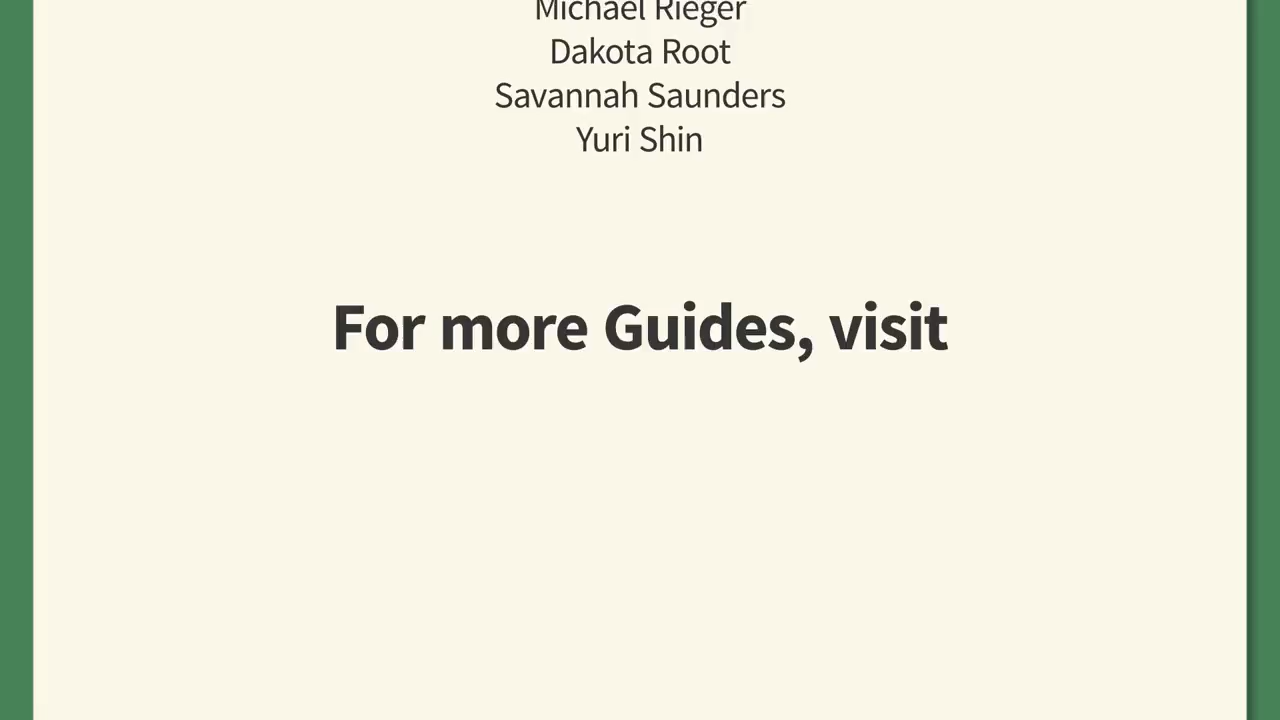 Michael Rieger
Dakota Root
Savannah Saunders
Yuri Shin
For more Guides, visit